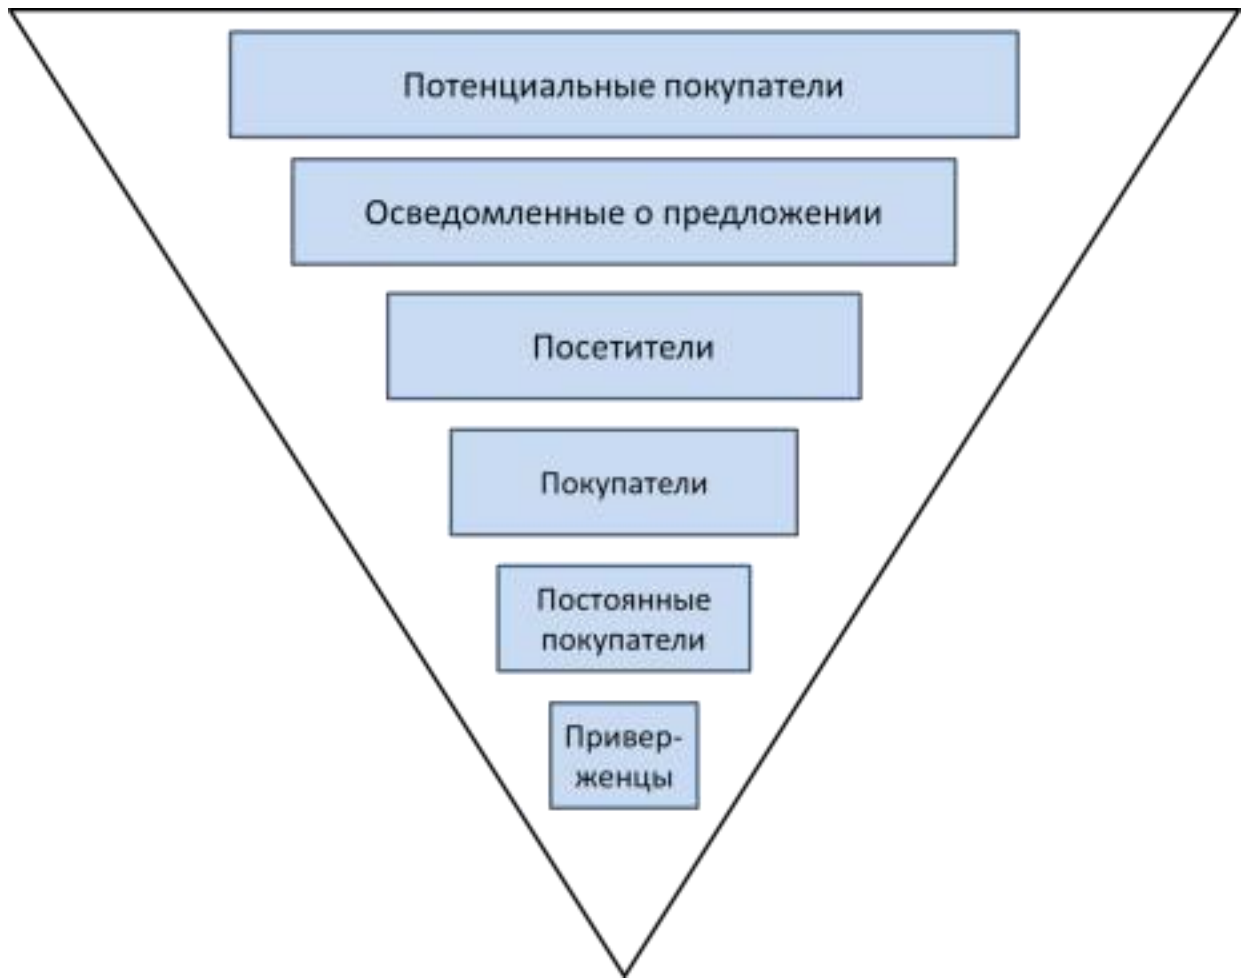 Потенциальные покупатели
Осведомленные о предложении
Посетители
Покупатели
Постоянные
покупатели
Привер-
женцы